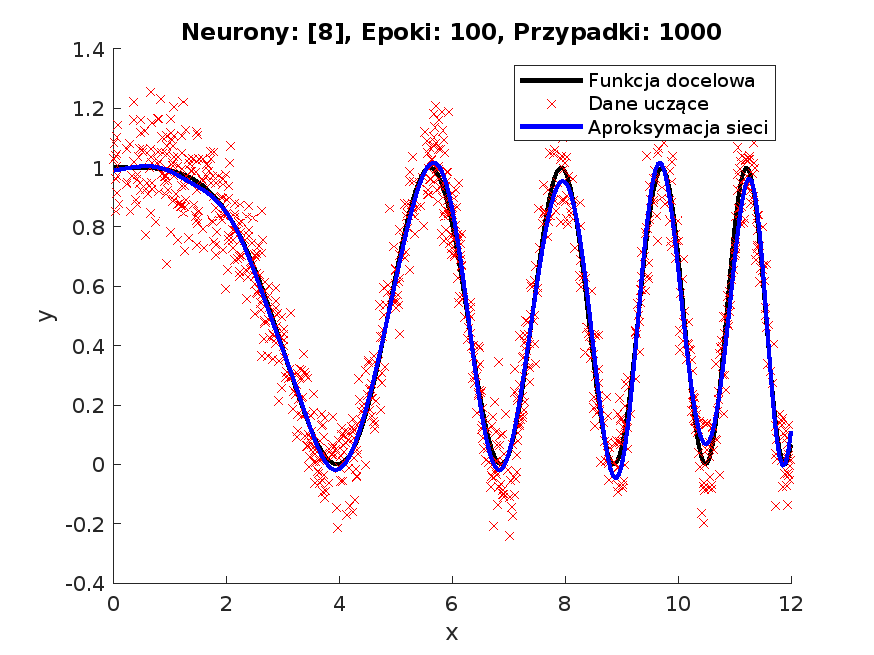 Neurony: [8], Epoki: 100, Przypadki: 1000
Funkcja docelowa
Dane uczące
Aproksymacja sieci
1.4
1.2
1
0.8
0.6
0.4
0.2
0
-0.2
-0.4
y
0 2 4 6 8 10 12
x